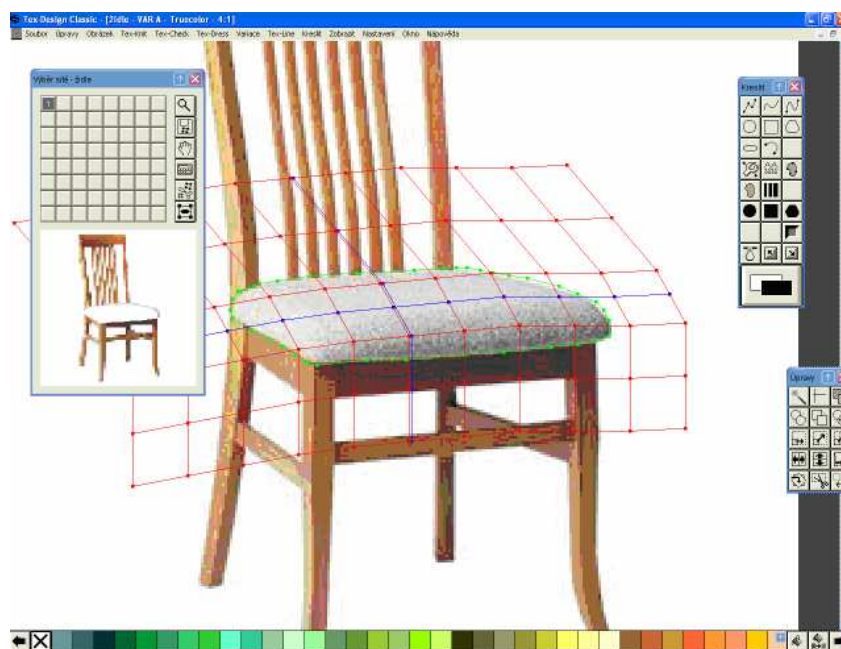 Tex-Design Classic - [židle - VAR A - Truecolor - 4:1]
Soubor Úpravy Obrázek Tex-Knit Tex-Check Tex-Dress Variace Tex-Line Kreslit Zobrazit Nastavení Okno Nápověda
Výběr sítě - židle
1
Kreslit
Úpravy